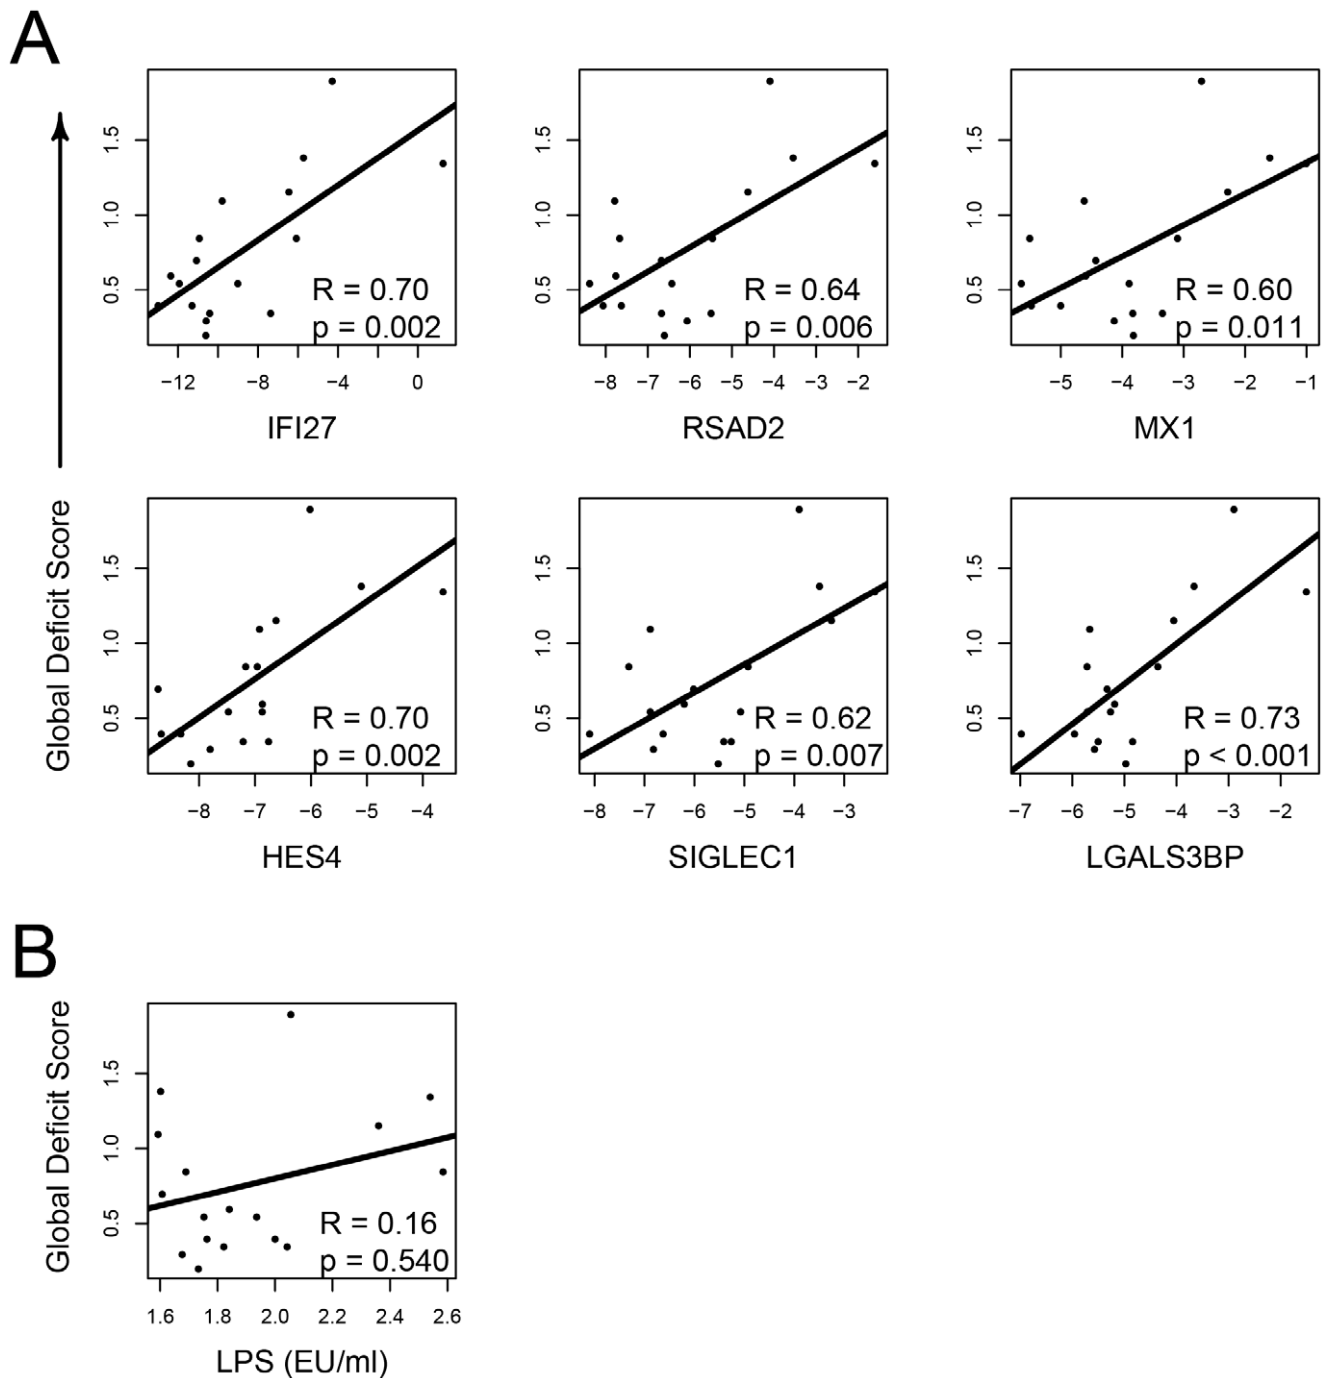 A
Global Deficit Score
0.5 1.0 1.5
R = 0.70
p = 0.002
−12 −8 −4 0
IFI27
0.5 1.0 1.5
R = 0.64
p = 0.006
−8 −7 −6 −5 −4 −3 −2
RSAD2
0.5 1.0 1.5
R = 0.60
p = 0.011
−5 −4 −3 −2 −1
MX1
0.5 1.0 1.5
R = 0.70
p = 0.002
−8 −7 −6 −5 −4
HES4
0.5 1.0 1.5
R = 0.62
p = 0.007
−8 −7 −6 −5 −4 −3
SIGLEC1
0.5 1.0 1.5
R = 0.73
p < 0.001
−7 −6 −5 −4 −3 −2
LGALS3BP
B
Global Deficit Score
0.5 1.0 1.5
R = 0.16
p = 0.540
1.6 1.8 2.0 2.2 2.4 2.6
LPS (EU/ml)